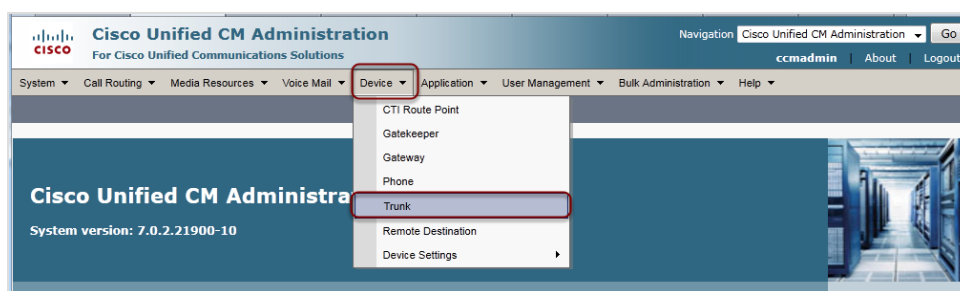 CISCO
Cisco Unified CM Administration
For Cisco Unified Communications Solutions
Navigation Cisco Unified CM Administration Go
ccmadmin | About | Logout
System Call Routing Media Resources Voice Mail Device Application User Management Bulk Administration Help
CTI Route Point
Gatekeeper
Gateway
Phone
Trunk
Remote Destination
Device Settings
Cisco Unified CM Administra
System version: 7.0.2.21900-10